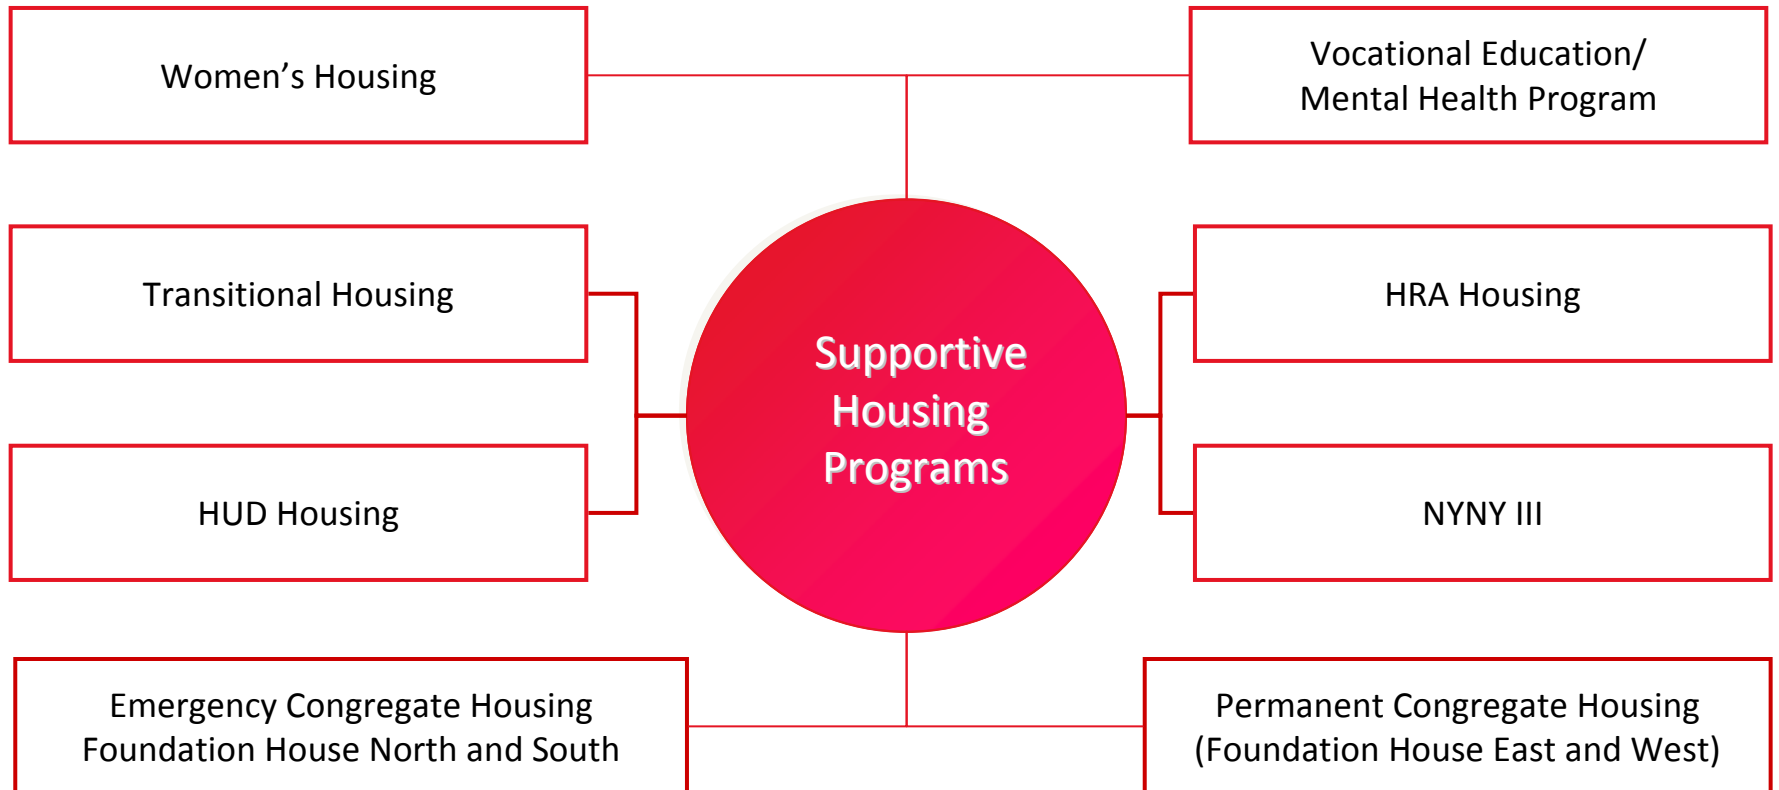 Women’s Housing
Vocational Education/
Mental Health Program
Transitional Housing
HRA Housing
Supportive
Housing
Programs
HUD Housing
NYNY III
Emergency Congregate Housing
Foundation House North and South
Permanent Congregate Housing
(Foundation House East and West)